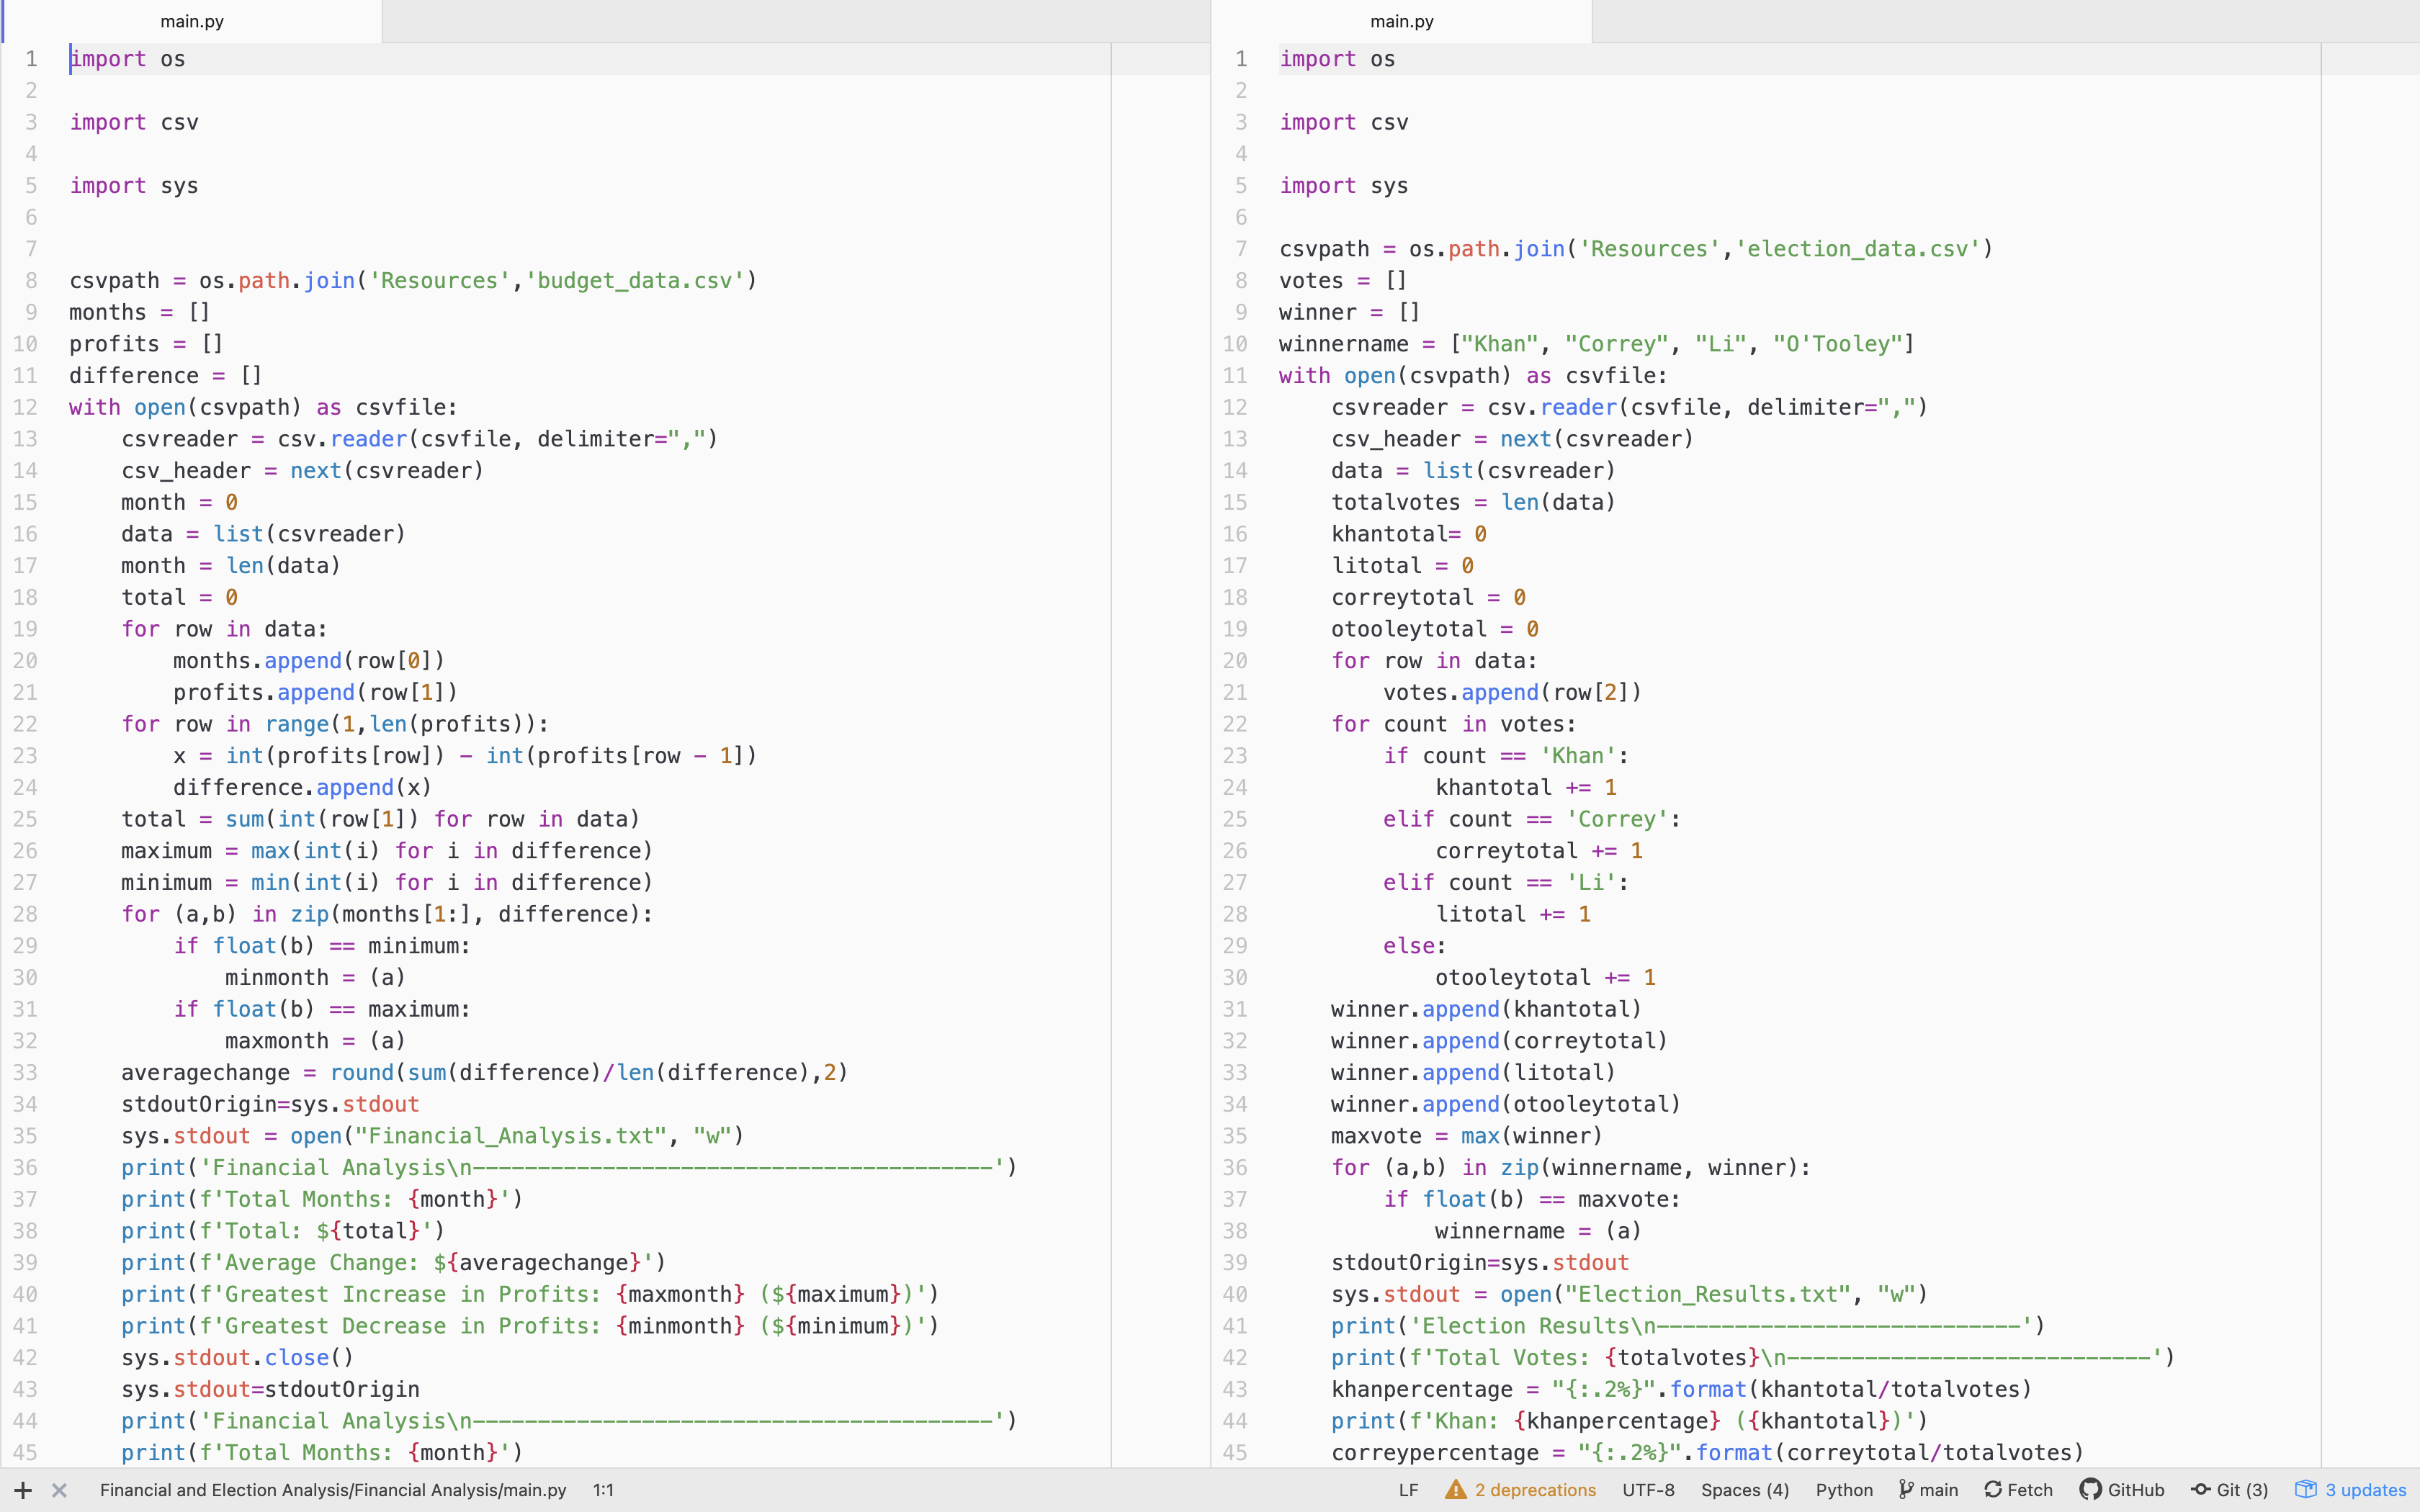 main.py
1 import os
2
3 import csv
4
5 import sys
6
7
8 csvpath = os.path.join('Resources','budget_data.csv')
9 months = []
10 profits = []
11 difference = []
12 with open(csvpath) as csvfile:
13     csvreader = csv.reader(csvfile, delimiter=",")
14     csv_header = next(csvreader)
15     month = 0
16     data = list(csvreader)
17     month = len(data)
18     total = 0
19     for row in data:
20         months.append(row[0])
21         profits.append(row[1])
22     for row in range(1,len(profits)):
23         x = int(profits[row]) - int(profits[row - 1])
24         difference.append(x)
25     total = sum(int(row[1]) for row in data)
26     maximum = max(int(i) for i in difference)
27     minimum = min(int(i) for i in difference)
28     for (a,b) in zip(months[1:], difference):
29         if float(b) == minimum:
30             minmonth = (a)
31         if float(b) == maximum:
32             maxmonth = (a)
33     averagechange = round(sum(difference)/len(difference),2)
34     stdoutOrigin=sys.stdout
35     sys.stdout = open("Financial_Analysis.txt", "w")
36     print('Financial Analysis\n----------------------------------------')
37     print(f'Total Months: {month}')
38     print(f'Total: ${total}')
39     print(f'Average Change: ${averagechange}')
40     print(f'Greatest Increase in Profits: {maxmonth} (${maximum})')
41     print(f'Greatest Decrease in Profits: {minmonth} (${minimum})')
42     sys.stdout.close()
43     sys.stdout=stdoutOrigin
44     print('Financial Analysis\n----------------------------------------')
45     print(f'Total Months: {month}')
main.py
1 import os
2
3 import csv
4
5 import sys
6
7 csvpath = os.path.join('Resources','election_data.csv')
8 votes = []
9 winner = []
10 winnername = ["Khan", "Correy", "Li", "O'Tooley"]
11 with open(csvpath) as csvfile:
12     csvreader = csv.reader(csvfile, delimiter=",")
13     csv_header = next(csvreader)
14     data = list(csvreader)
15     totalvotes = len(data)
16     khantotal= 0
17     litotal = 0
18     correytotal = 0
19     otooleytotal = 0
20     for row in data:
21         votes.append(row[2])
22     for count in votes:
23         if count == 'Khan':
24             khantotal += 1
25         elif count == 'Correy':
26             correytotal += 1
27         elif count == 'Li':
28             litotal += 1
29         else:
30             otooleytotal += 1
31     winner.append(khantotal)
32     winner.append(correytotal)
33     winner.append(litotal)
34     winner.append(otooleytotal)
35     maxvote = max(winner)
36     for (a,b) in zip(winnername, winner):
37         if float(b) == maxvote:
38             winnername = (a)
39     stdoutOrigin=sys.stdout
40     sys.stdout = open("Election_Results.txt", "w")
41     print('Election Results\n----------------------------')
42     print(f'Total Votes: {totalvotes}\n----------------------------')
43     khanpercentage = "{:.2%}".format(khantotal/totalvotes)
44     print(f'Khan: {khanpercentage} ({khantotal})')
45     correypercentage = "{:.2%}".format(correytotal/totalvotes)
Financial and Election Analysis/Financial Analysis/main.py 1:1 LF 2 deprecations UTF-8 Spaces (4) Python main Fetch GitHub Git (3) 3 updates